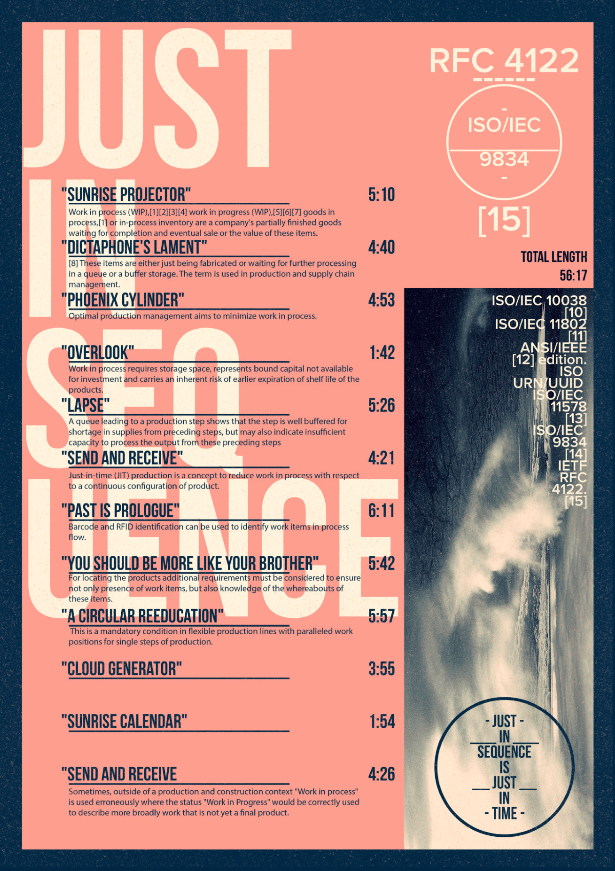 JUST
IN
SEQ
UENCE
"SUNRISE PROJECTOR" 5:10
Work in process (WIP),[1][2][3][4] work in progress (WIP),[5][6][7] goods in
process,[1] or in-process inventory are a company's partially finished goods
waiting for completion and eventual sale or the value of these items.
"DICTAPHONE'S LAMENT" 4:40
[8] These items are either just being fabricated or waiting for further processing
in a queue or a buffer storage. The term is used in production and supply chain
management.
"PHOENIX CYLINDER" 4:53
Optimal production management aims to minimize work in process.
"OVERLOOK" 1:42
Work in process requires storage space, represents bound capital not available
for investment and carries an inherent risk of earlier expiration of shelf life of the
products.
"LAPSE" 5:26
A queue leading to a production step shows that the step is well buffered for
shortage in supplies from preceding steps, but may also indicate insufficient
capacity to process the output from these preceding steps
"SEND AND RECEIVE" 4:21
Just-in-time (JIT) production is a concept to reduce work in process with respect
to a continuous configuration of product.
"PAST IS PROLOGUE" 6:11
Barcode and RFID identification can be used to identify work items in process
flow.
"YOU SHOULD BE MORE LIKE YOUR BROTHER" 5:42
For locating the products additional requirements must be considered to ensure
not only presence of work items, but also knowledge of the whereabouts of
these items.
"A CIRCULAR REEDUCATION" 5:57
This is a mandatory condition in flexible production lines with paralleled work
positions for single steps of production.
"CLOUD GENERATOR" 3:55
"SUNRISE CALENDAR" 1:54
"SEND AND RECEIVE 4:26
Sometimes, outside of a production and construction context "Work in process"
is used erroneously where the status "Work in Progress" would be correctly used
to describe more broadly work that is not yet a final product.
RFC 4122
------
-
ISO/IEC
9834
-
[15]
TOTAL LENGTH
56:17
ISO/IEC 10038
[10]
ISO/IEC 11802
[11]
ANSI/IEEE
[12] edition.
ISO
URN/UUID
ISO/IEC
11578
[13]
ISO/IEC
9834
[14]
IETF
RFC
4122.
[15]
- JUST -
__ IN __
SEQUENCE
IS
__ JUST __
IN
- TIME -